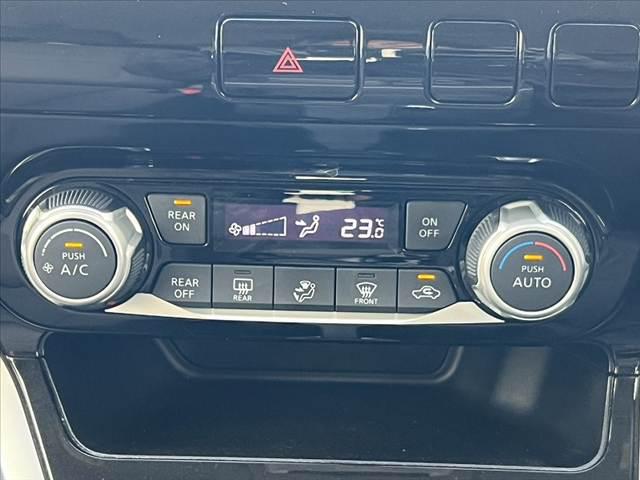 REAR
ON
23.0
°C
ON
OFF
PUSH
A/C
PUSH
AUTO
REAR
OFF
REAR
FRONT